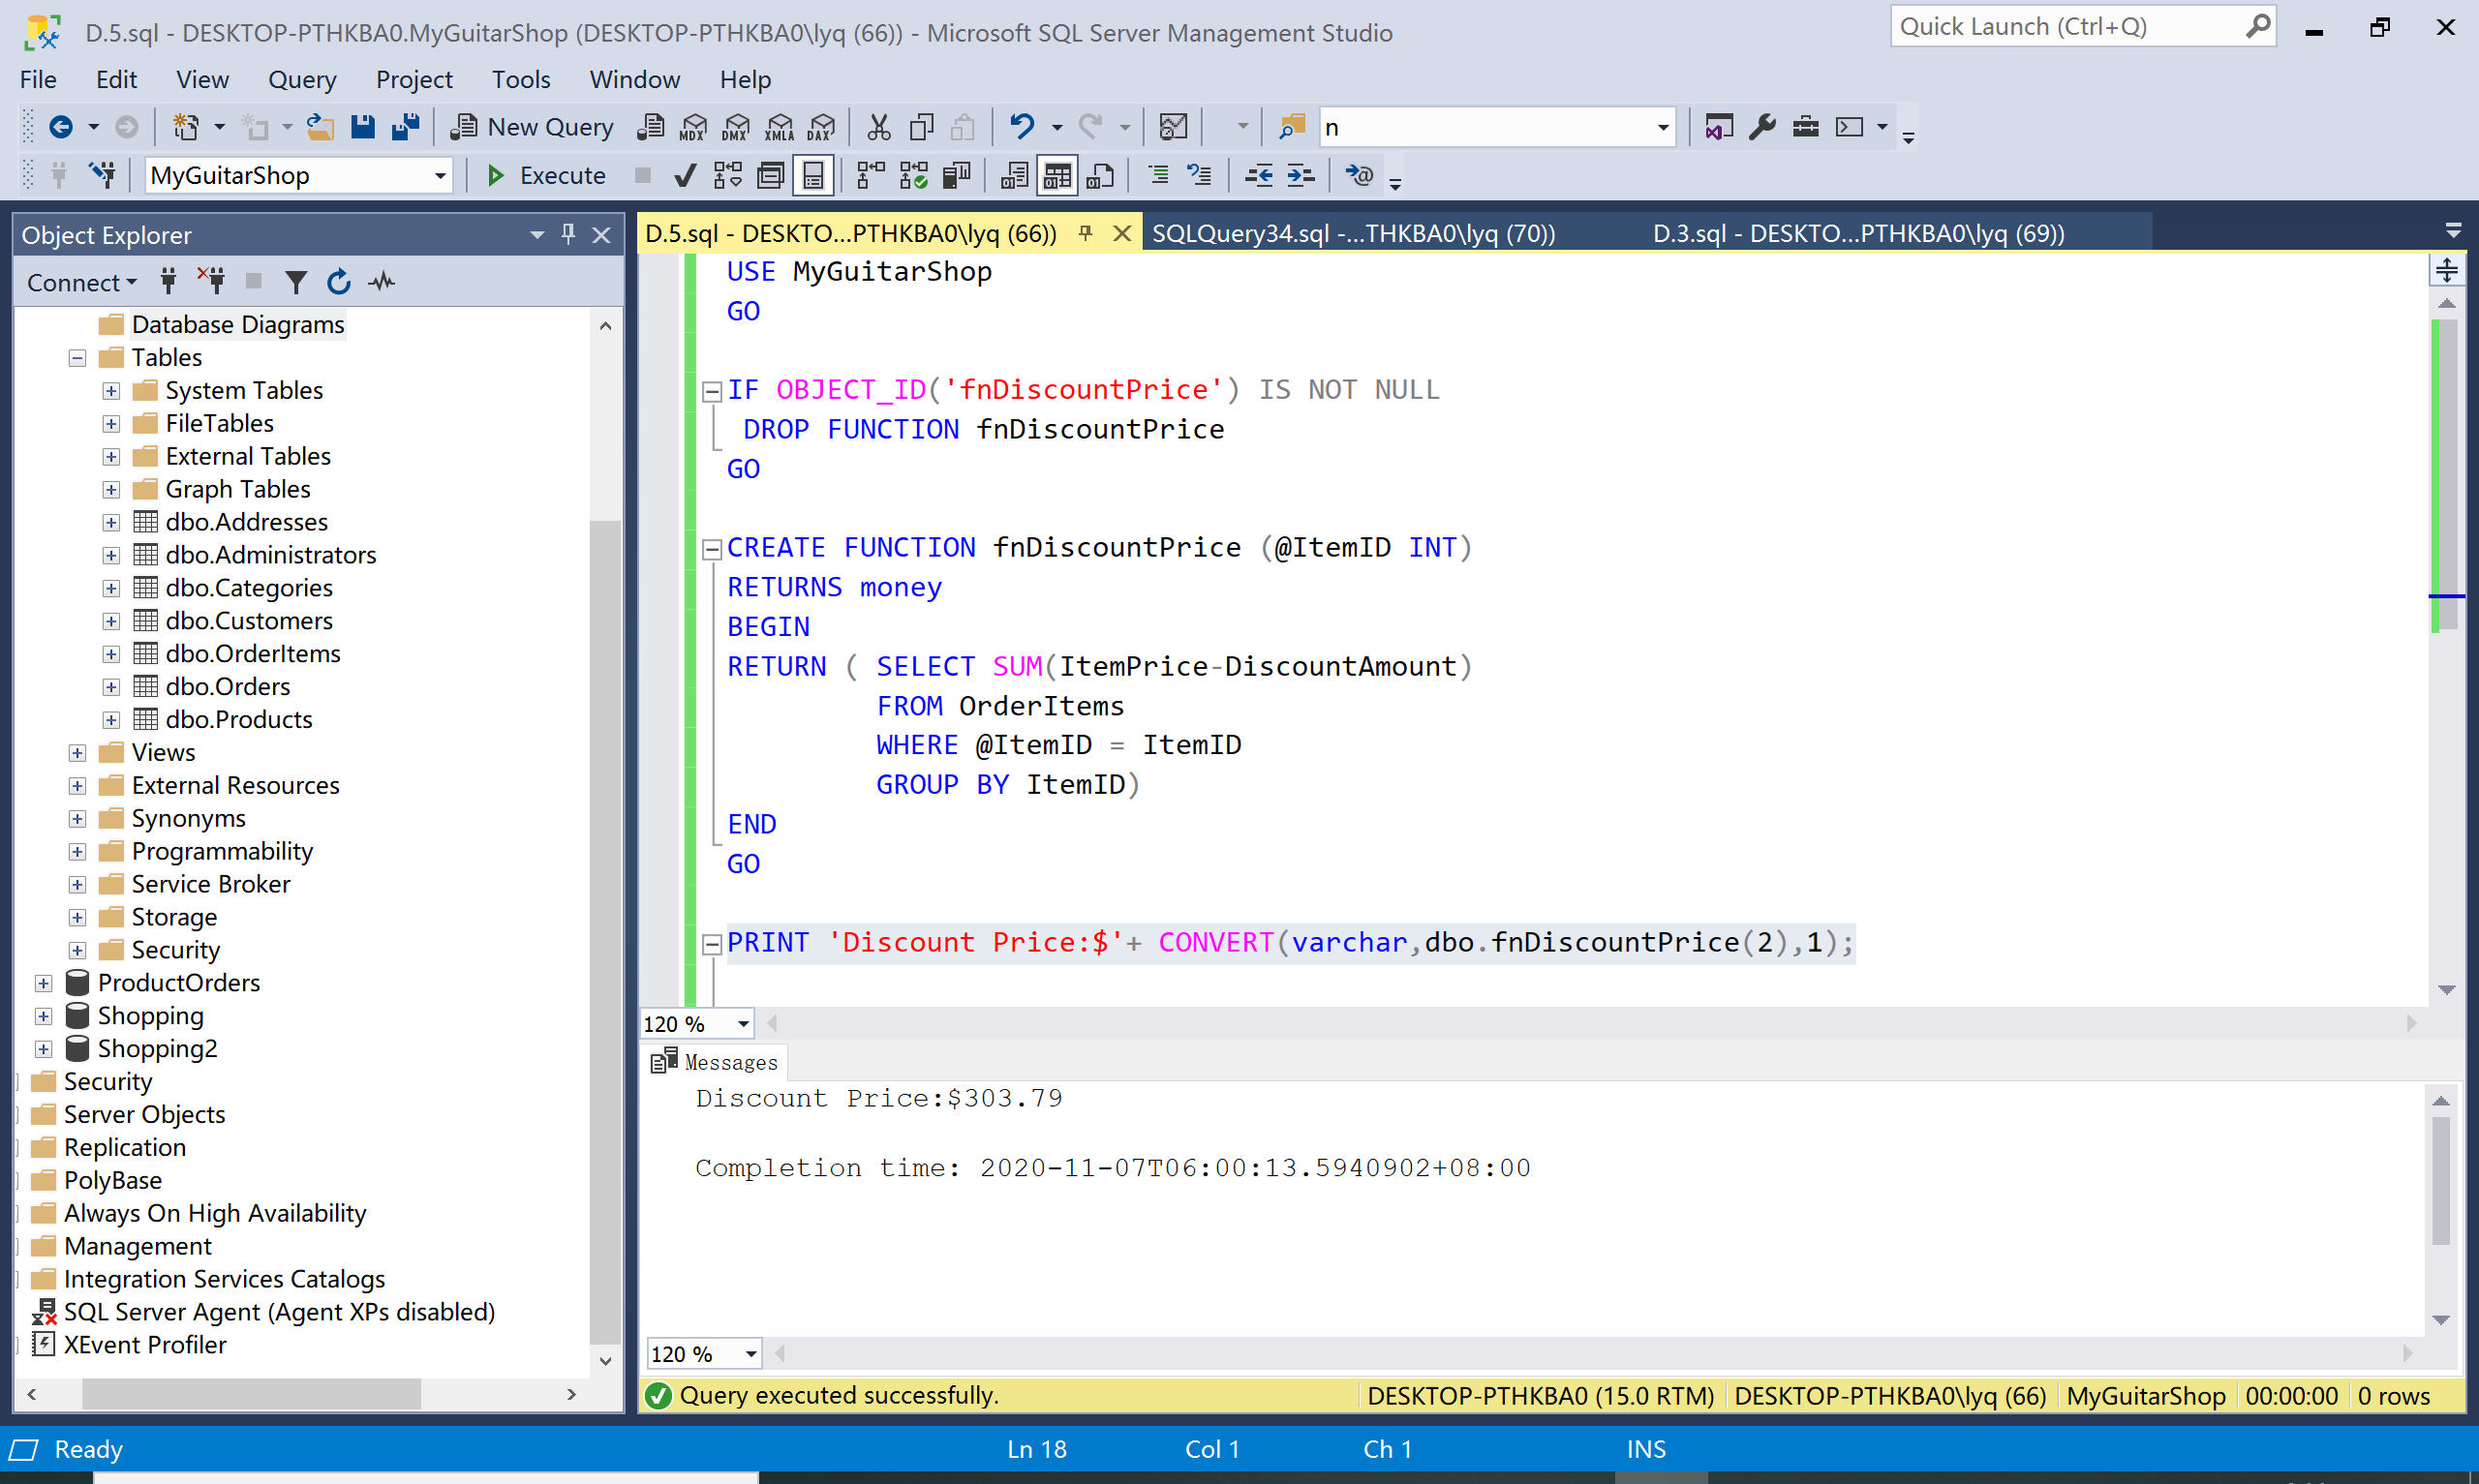 D.5.sql - DESKTOP-PTHKBA0.MyGuitarShop (DESKTOP-PTHKBA0\lyq (66)) - Microsoft SQL Server Management Studio
Quick Launch (Ctrl+Q)
File Edit View Query Project Tools Window Help
New Query MDX DMX XMLA DAX n
MyGuitarShop Execute
Object Explorer
Connect
Database Diagrams
Tables
System Tables
FileTables
External Tables
Graph Tables
dbo.Addresses
dbo.Administrators
dbo.Categories
dbo.Customers
dbo.OrderItems
dbo.Orders
dbo.Products
Views
External Resources
Synonyms
Programmability
Service Broker
Storage
Security
ProductOrders
Shopping
Shopping2
Security
Server Objects
Replication
PolyBase
Always On High Availability
Management
Integration Services Catalogs
SQL Server Agent (Agent XPs disabled)
XEvent Profiler
D.5.sql - DESKTO...PTHKBA0\lyq (66)) SQLQuery34.sql -...THKBA0\lyq (70)) D.3.sql - DESKTO...PTHKBA0\lyq (69))
USE MyGuitarShop
GO
IF OBJECT_ID('fnDiscountPrice') IS NOT NULL
DROP FUNCTION fnDiscountPrice
GO
CREATE FUNCTION fnDiscountPrice (@ItemID INT)
RETURNS money
BEGIN
RETURN ( SELECT SUM(ItemPrice-DiscountAmount)
FROM OrderItems
WHERE @ItemID = ItemID
GROUP BY ItemID)
END
GO
PRINT 'Discount Price:$'+ CONVERT(varchar,dbo.fnDiscountPrice(2),1);
120 %
Messages
Discount Price:$303.79
Completion time: 2020-11-07T06:00:13.5940902+08:00
120 %
Query executed successfully. DESKTOP-PTHKBA0 (15.0 RTM) DESKTOP-PTHKBA0\lyq (66) MyGuitarShop 00:00:00 0 rows
Ready Ln 18 Col 1 Ch 1 INS